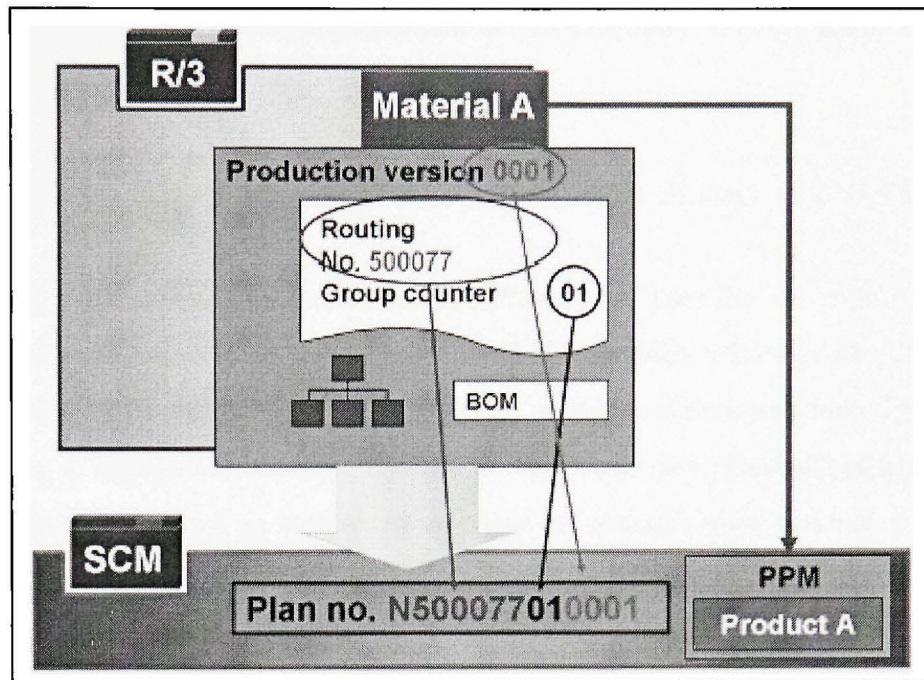 R/3
Material A
Production version 0001
Routing
No. 500077
Group counter 01
BOM
SCM
Plan no. N500077010001
PPM
Product A